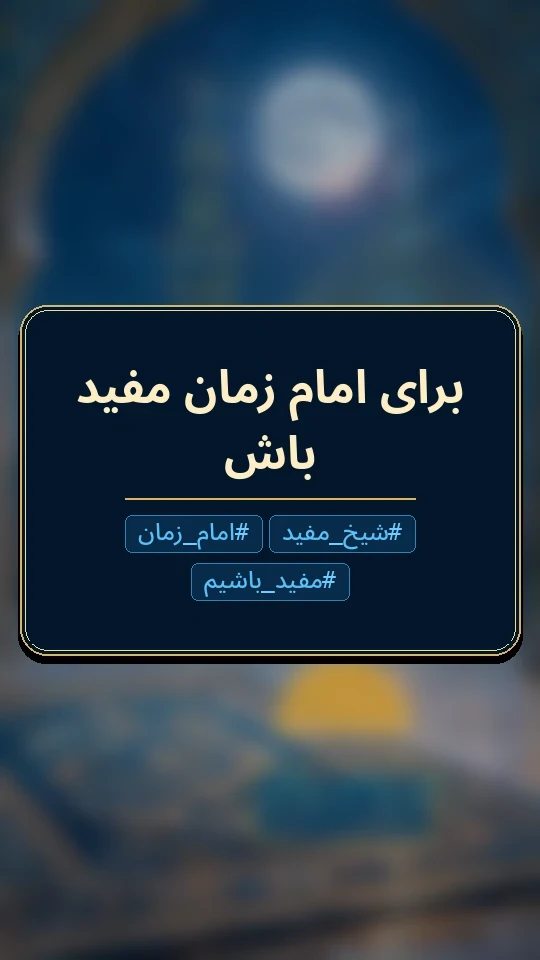 برای امام زمان مفید
باش
#شیخ_مفید #امام_زمان
#مفید_باشیم